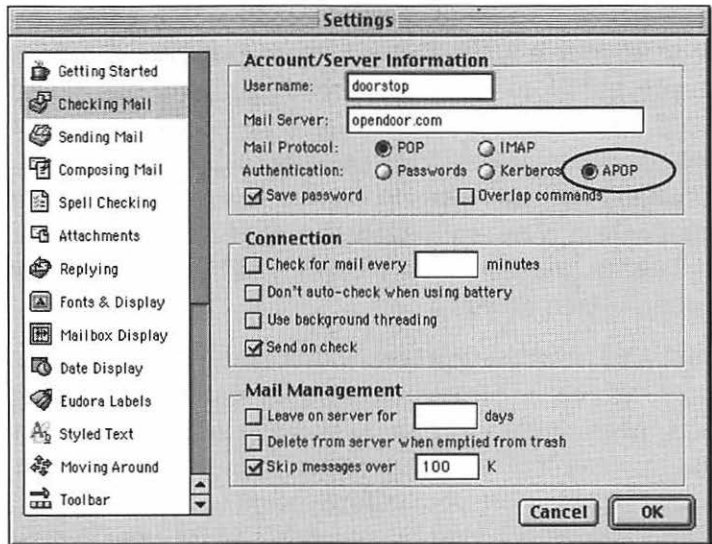 Settings
Getting Started
Checking Mail
Sending Mail
Composing Mail
Spell Checking
Attachments
Replying
Fonts & Display
Mailbox Display
Date Display
Eudora Labels
Styled Text
Moving Around
Toolbar
Account/Server Information
Username: doorstop
Mail Server: opendoor.com
Mail Protocol: POP IMAP
Authentication: Passwords Kerberos APOP
Save password Overlap commands
Connection
Check for mail every minutes
Don't auto-check when using battery
Use background threading
Send on check
Mail Management
Leave on server for days
Delete from server when emptied from trash
Skip messages over 100 K
Cancel OK